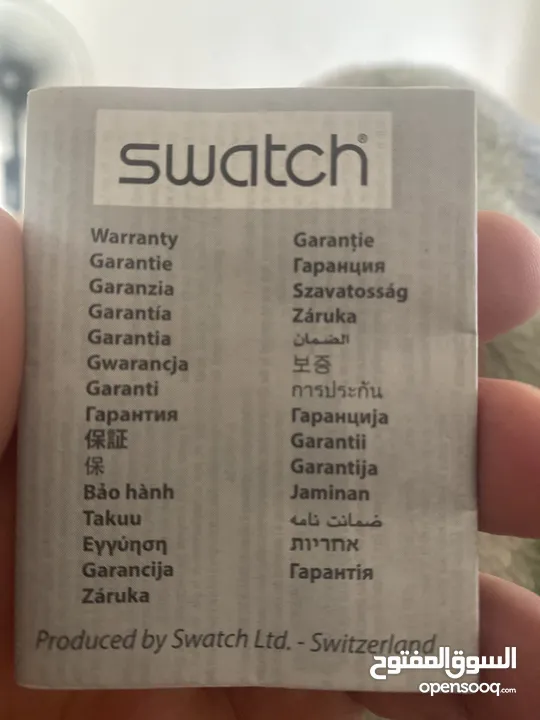 swatch®
Warranty
Garantie
Garanzia
Garantía
Garantia
Gwarancja
Garanti
Гарантия
保証
保
Bảo hành
Takuu
Εγγύηση
Garancija
Záruka
Garanție
Гаранция
Szavatosság
Záruka
الضمان
보증
การประกัน
Гаранција
Garantii
Garantija
Jaminan
ضمانت نامه
אחריות
Гарантія
Produced by Swatch Ltd. - Switzerland
السوق المفتوح
opensooq.com